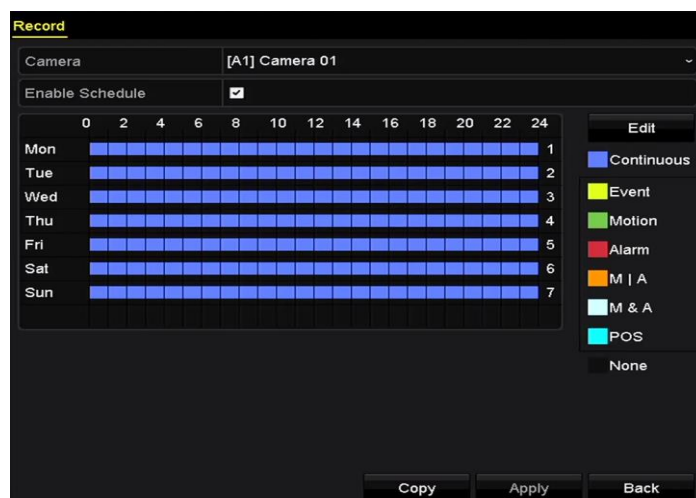 Record
Camera [A1] Camera 01
Enable Schedule
0 2 4 6 8 10 12 14 16 18 20 22 24
Edit
Mon 1
Continuous
Tue 2
Wed 3
Event
Thu 4
Motion
Fri 5
Alarm
Sat 6
M | A
Sun 7
M & A
POS
None
Copy Apply Back